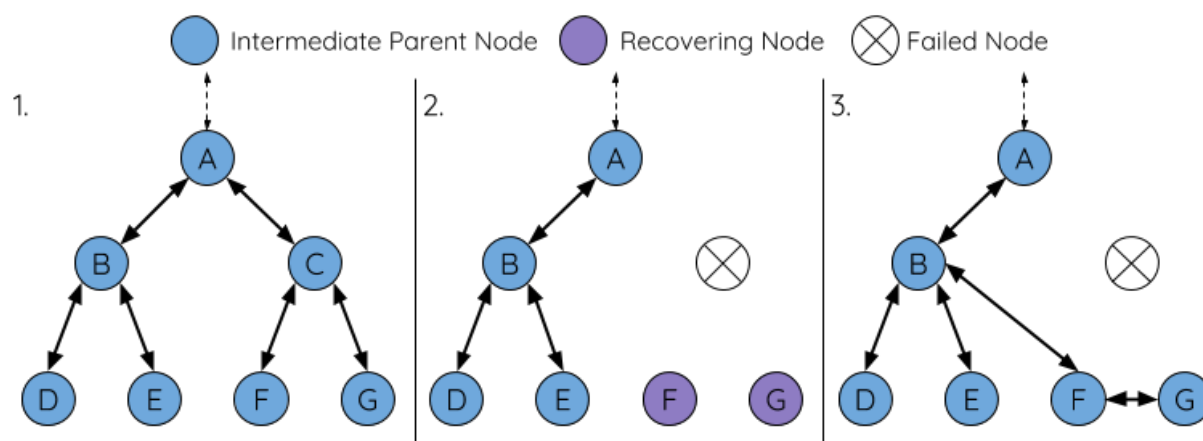 Intermediate Parent Node Recovering Node Failed Node
1. 2. 3.
A A A
B C B B
D E F G D E F G D E F G